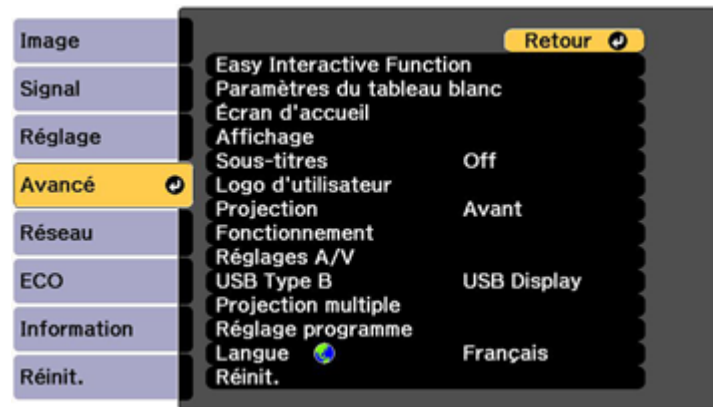 Image
Signal
Réglage
Avancé
Réseau
ECO
Information
Réinit.
Retour
Easy Interactive Function
Paramètres du tableau blanc
Écran d'accueil
Affichage
Sous-titres Off
Logo d'utilisateur
Projection Avant
Fonctionnement
Réglages A/V
USB Type B USB Display
Projection multiple
Réglage programme
Langue Français
Réinit.